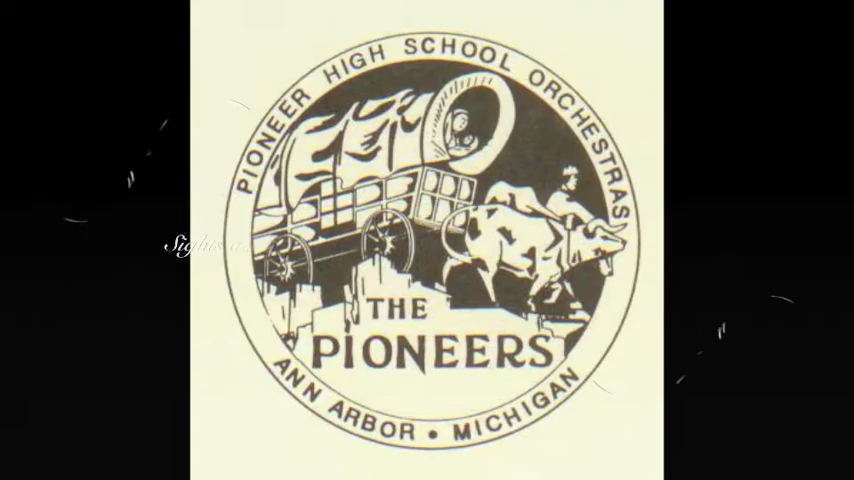 PIONEER HIGH SCHOOL ORCHESTRAS
THE
PIONEERS
ANN ARBOR • MICHIGAN